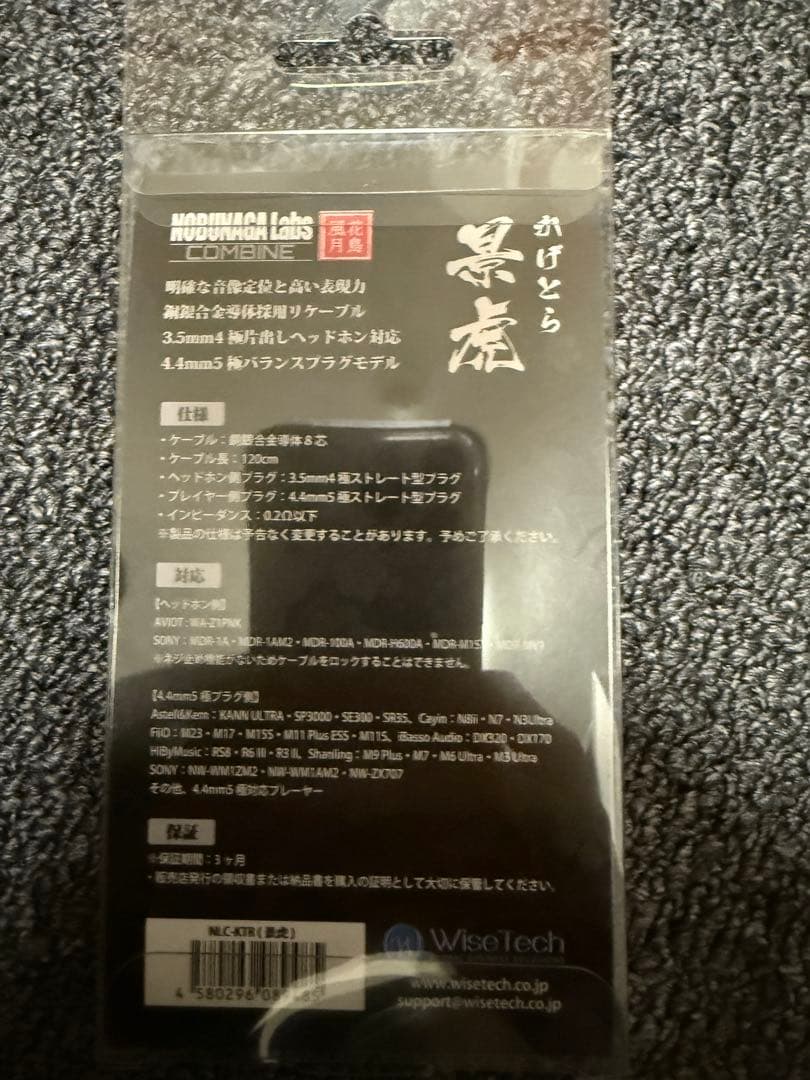 NOBUNAGA Labs
COMBINE
花鳥
風月
景虎
かげとら
明確な音像定位と高い表現力
銅銀合金導体採用リケーブル
3.5mm4極片出しヘッドホン対応
4.4mm5極バランスプラグモデル
仕様
・ケーブル：銅銀合金導体8芯
・ケーブル長：120cm
・ヘッドホン側プラグ：3.5mm4極ストレート型プラグ
・プレイヤー側プラグ：4.4mm5極ストレート型プラグ
・インピーダンス：0.2Ω以下
※製品の仕様は予告なく変更することがあります。予めご了承ください。
対応
【ヘッドホン側】
AVIOT：WA-Z1PNK
SONY：MDR-1A・MDR-1AM2・MDR-100A・MDR-H600A・MDR-M1ST・MDR-MV1
※ネジ止め機能がないためケーブルをロックすることはできません。
【4.4mm5極プラグ側】
Astell&Kern：KANN ULTRA・SP3000・SE300・SR35、Cayin：N8ii・N7・N3Ultra
FiiO：M23・M17・M15S・M11 Plus ESS・M11S、iBasso Audio：DX320・DX170
HiByMusic：RS8・R6 III・R3 II、Shanling：M9 Plus・M7・M6 Ultra・M3 Ultra
SONY：NW-WM1ZM2・NW-WM1AM2・NW-ZX707
その他、4.4mm5極対応プレーヤー
保証
・保証期間：3ヶ月
・販売店発行の領収書または納品書を購入の証明として大切に保管してください。
NLC-KTR(景虎)
4 580296
WiseTech
www.wisetech.co.jp
support@wisetech.co.jp